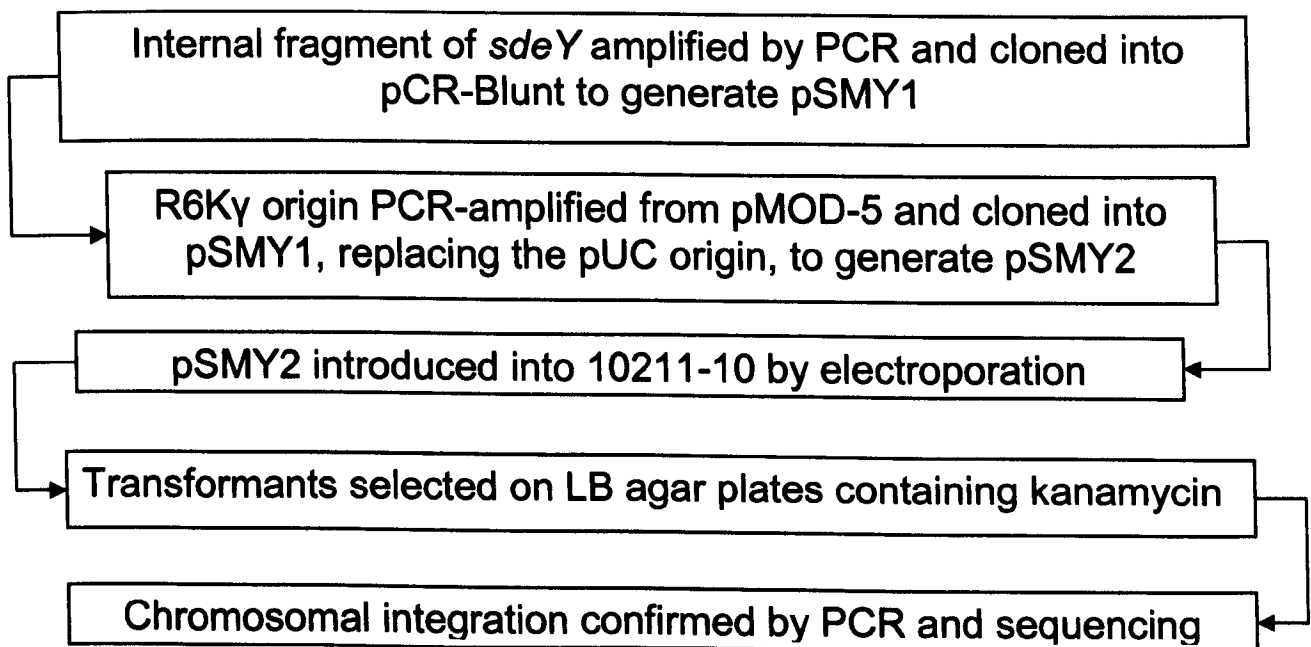 Internal fragment of sdeY amplified by PCR and cloned into
pCR-Blunt to generate pSMY1
R6Kγ origin PCR-amplified from pMOD-5 and cloned into
pSMY1, replacing the pUC origin, to generate pSMY2
pSMY2 introduced into 10211-10 by electroporation
Transformants selected on LB agar plates containing kanamycin
Chromosomal integration confirmed by PCR and sequencing